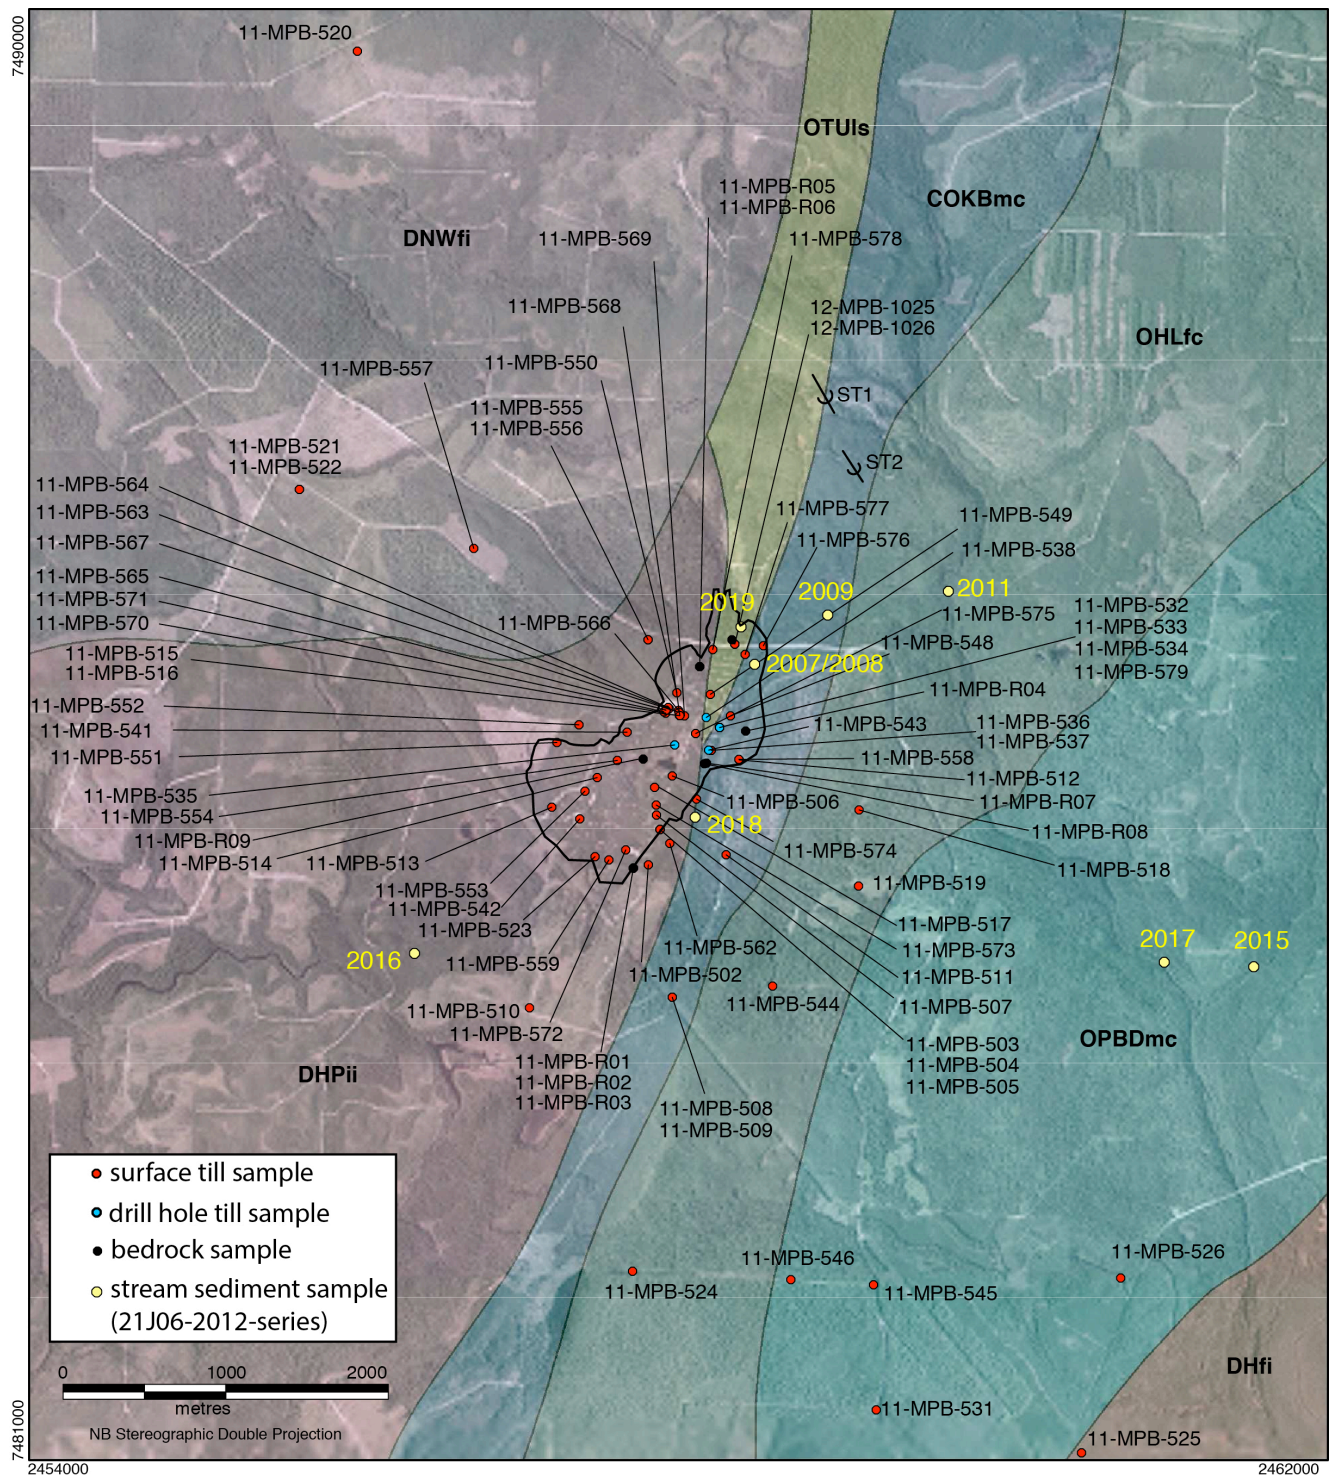 7490000
11-MPB-520
OTUls
11-MPB-R05
11-MPB-R06
COKBmc
DNWfi
11-MPB-569
11-MPB-578
11-MPB-568
12-MPB-1025
12-MPB-1026
OHLfc
11-MPB-557
11-MPB-550
ST1
11-MPB-555
11-MPB-556
11-MPB-521
11-MPB-522
ST2
11-MPB-564
11-MPB-563
11-MPB-577
11-MPB-549
11-MPB-567
11-MPB-576
11-MPB-538
11-MPB-565
2009
2011
11-MPB-571
2019
11-MPB-575
11-MPB-532
11-MPB-533
11-MPB-534
11-MPB-579
11-MPB-570
11-MPB-566
11-MPB-548
11-MPB-515
11-MPB-516
2007/2008
11-MPB-R04
11-MPB-552
11-MPB-543
11-MPB-536
11-MPB-537
11-MPB-541
11-MPB-551
11-MPB-558
11-MPB-512
11-MPB-535
11-MPB-506
11-MPB-R07
11-MPB-554
2018
11-MPB-R08
11-MPB-R09
11-MPB-514
11-MPB-513
11-MPB-574
11-MPB-518
11-MPB-553
11-MPB-519
11-MPB-542
11-MPB-523
11-MPB-517
2016
11-MPB-559
11-MPB-562
11-MPB-573
2017
2015
11-MPB-502
11-MPB-511
11-MPB-510
11-MPB-544
11-MPB-507
11-MPB-572
OPBDmc
11-MPB-503
11-MPB-504
11-MPB-505
DHPii
11-MPB-R01
11-MPB-R02
11-MPB-R03
11-MPB-508
11-MPB-509
surface till sample
drill hole till sample
bedrock sample
stream sediment sample
(21J06-2012-series)
11-MPB-546
11-MPB-526
11-MPB-524
11-MPB-545
DHfi
0 1000 2000
metres
NB Stereographic Double Projection
11-MPB-531
11-MPB-525
7481000
2454000
2462000